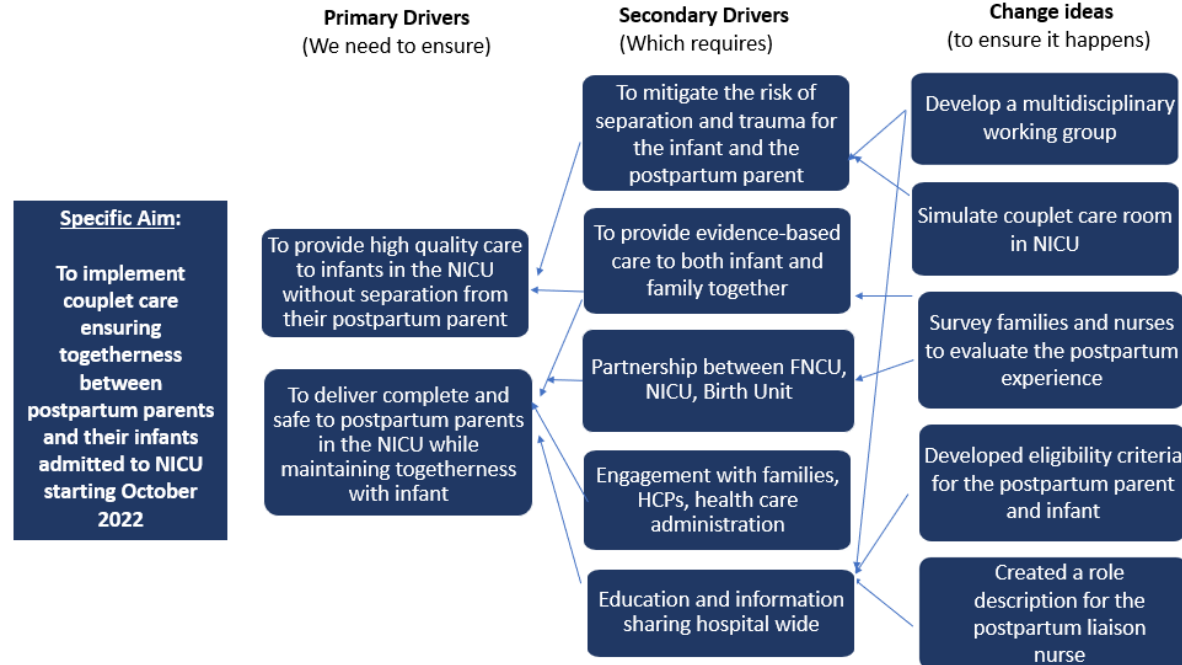 Primary Drivers
(We need to ensure)
Secondary Drivers
(Which requires)
Change ideas
(to ensure it happens)
Specific Aim:
To implement
couplet care
ensuring
togetherness
between
postpartum parents
and their infants
admitted to NICU
starting October
2022
To provide high quality care
to infants in the NICU
without separation from
their postpartum parent
To deliver complete and
safe to postpartum parents
in the NICU while
maintaining togetherness
with infant
To mitigate the risk of
separation and trauma for
the infant and the
postpartum parent
To provide evidence-based
care to both infant and
family together
Partnership between FNCU,
NICU, Birth Unit
Engagement with families,
HCPs, health care
administration
Education and information
sharing hospital wide
Develop a multidisciplinary
working group
Simulate couplet care room
in NICU
Survey families and nurses
to evaluate the postpartum
experience
Developed eligibility criteria
for the postpartum parent
and infant
Created a role
description for the
postpartum liaison
nurse